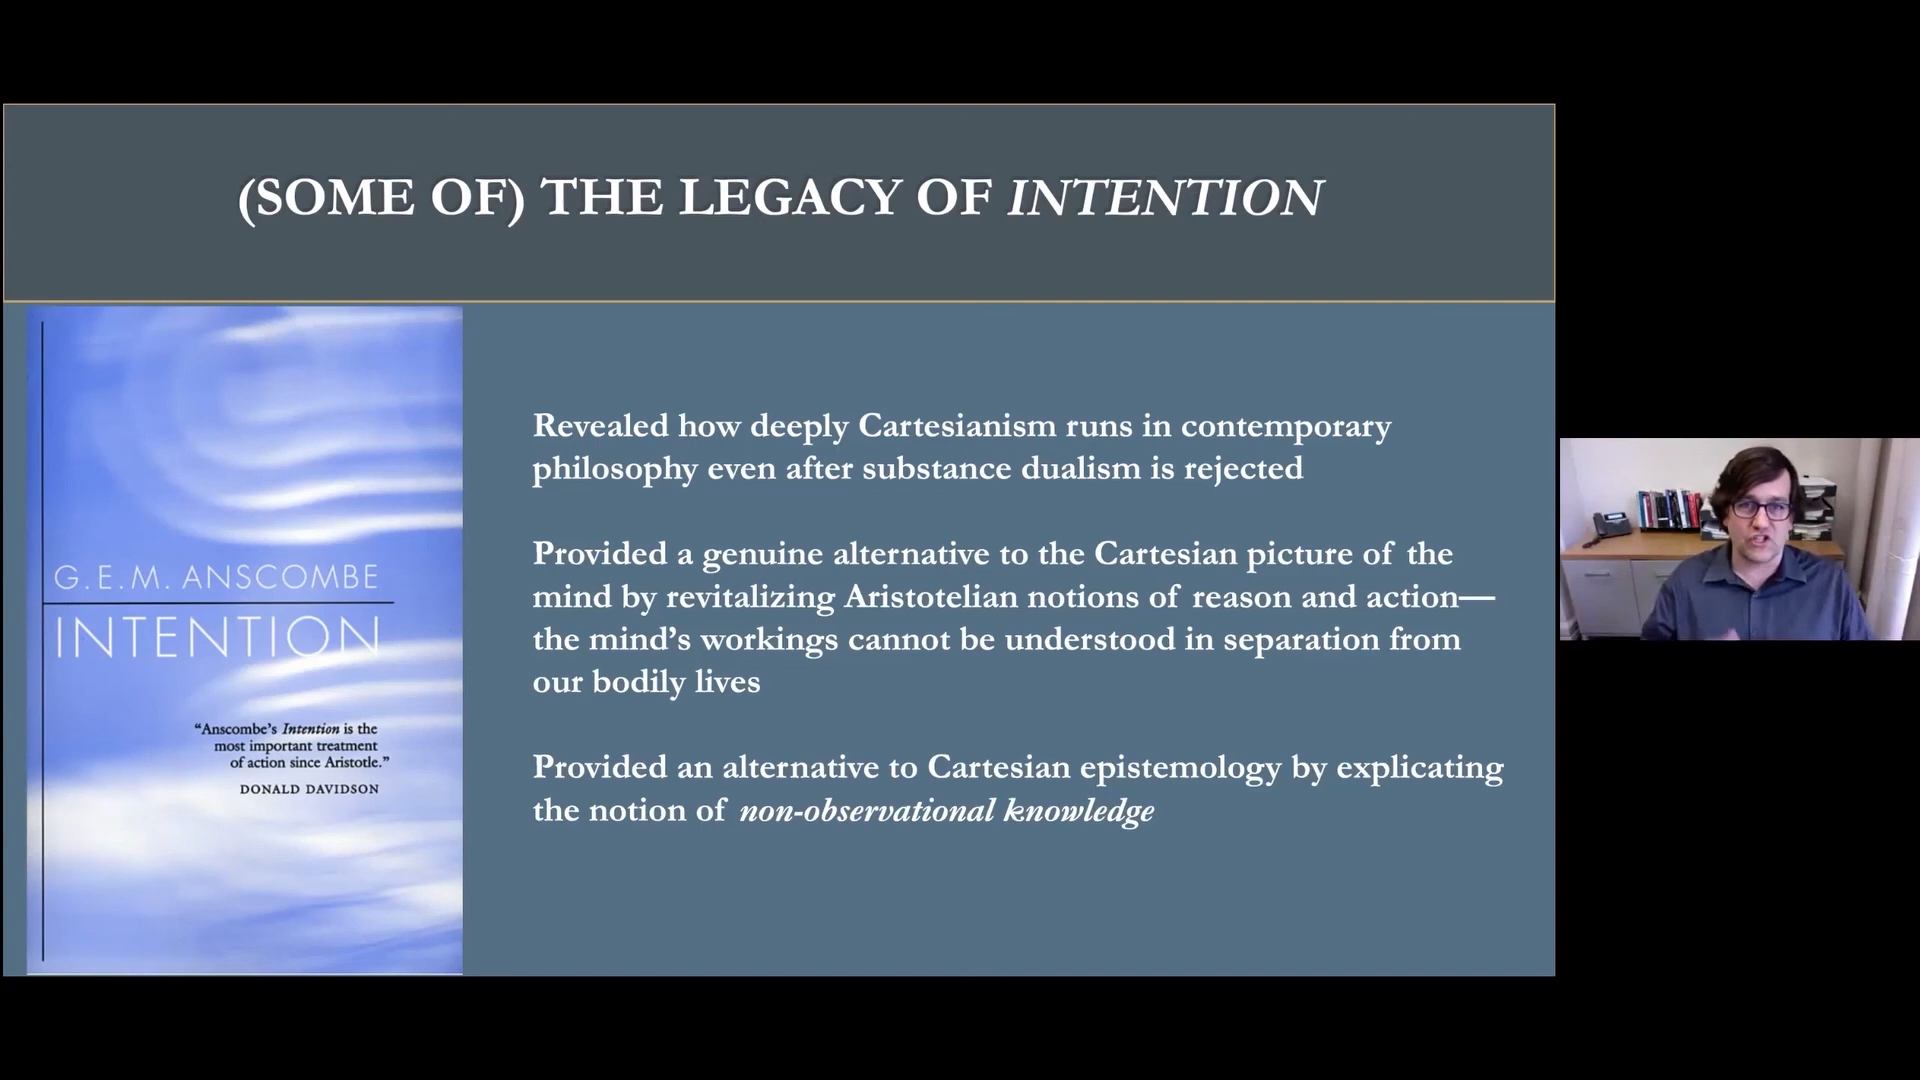 (SOME OF) THE LEGACY OF INTENTION
G.E.M. ANSCOMBE
INTENTION
“Anscombe’s Intention is the
most important treatment
of action since Aristotle.”
DONALD DAVIDSON
Revealed how deeply Cartesianism runs in contemporary
philosophy even after substance dualism is rejected
Provided a genuine alternative to the Cartesian picture of the
mind by revitalizing Aristotelian notions of reason and action—
the mind’s workings cannot be understood in separation from
our bodily lives
Provided an alternative to Cartesian epistemology by explicating
the notion of non-observational knowledge